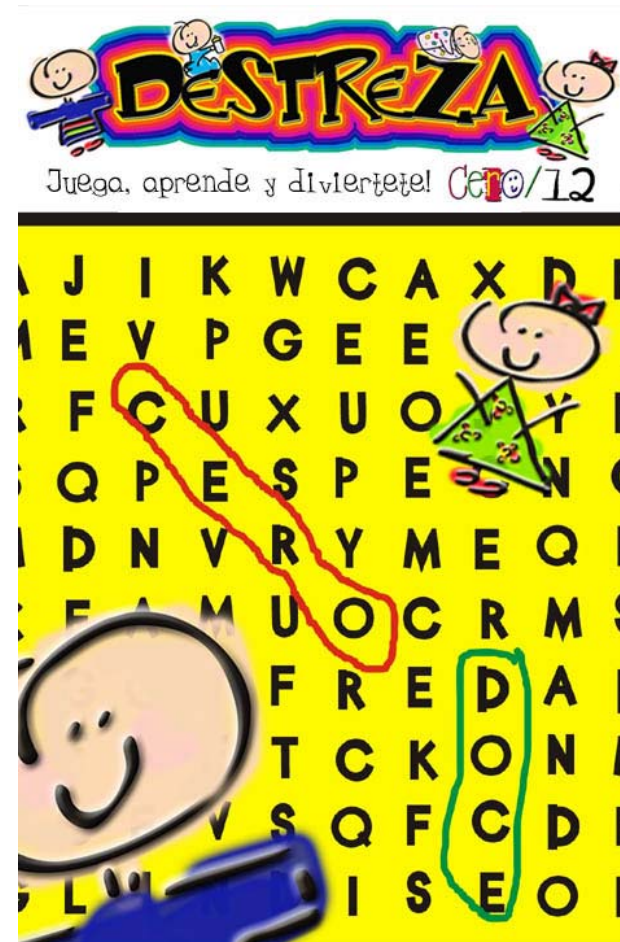 DESTREZA
Juega, aprende y diviertete! Cero/12
J I K W C A X D
E V P G E E
F C U X U O Y
Q P E S P E N
D N V R Y M E Q
M U O C R M
F R E D A
T C K O N
V S Q F C D
L I S E O